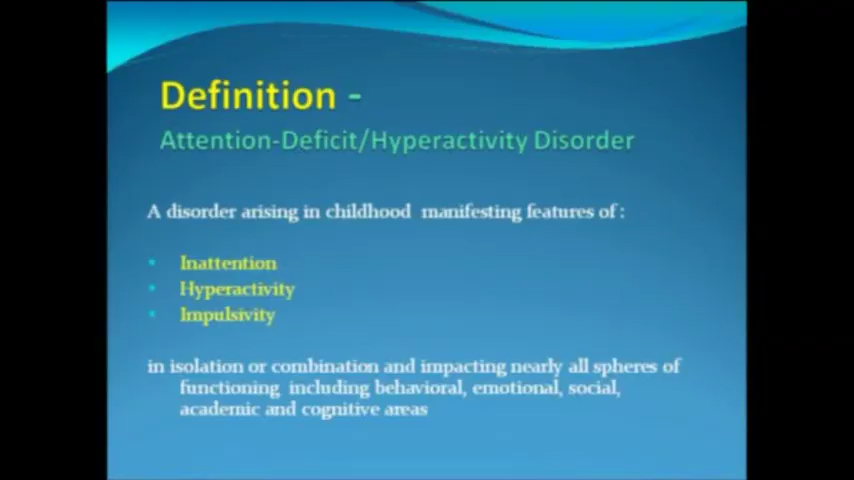 Definition -
Attention-Deficit/Hyperactivity Disorder
A disorder arising in childhood manifesting features of :
• Inattention
• Hyperactivity
• Impulsivity
in isolation or combination and impacting nearly all spheres of
functioning including behavioral, emotional, social,
academic and cognitive areas